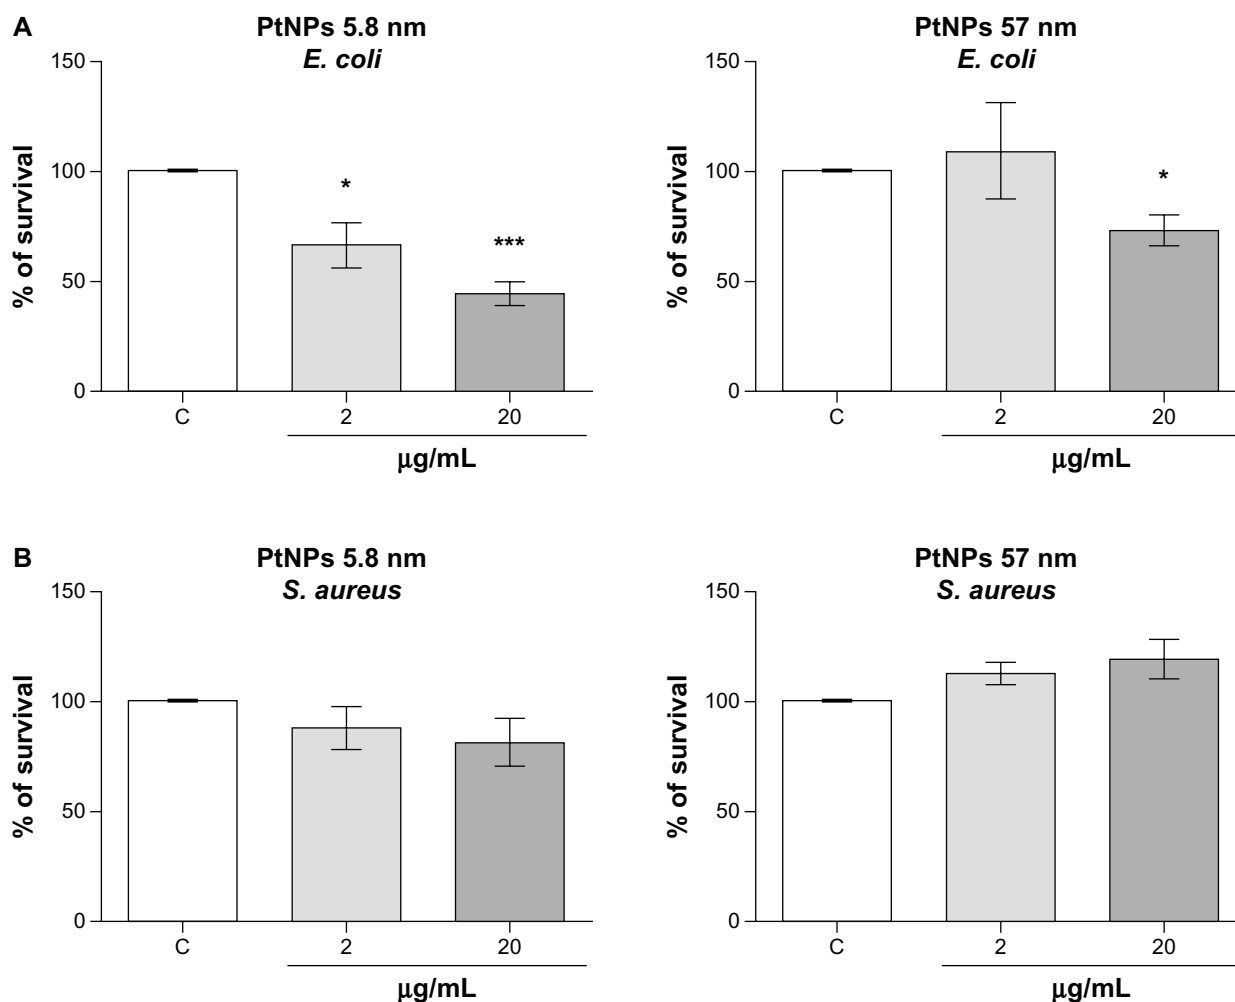 A
PtNPs 5.8 nm
E. coli
% of survival
150
100
50
0
*
***
C
2
20
µg/mL
PtNPs 57 nm
E. coli
% of survival
150
100
50
0
*
C
2
20
µg/mL
B
PtNPs 5.8 nm
S. aureus
% of survival
150
100
50
0
C
2
20
µg/mL
PtNPs 57 nm
S. aureus
% of survival
150
100
50
0
C
2
20
µg/mL